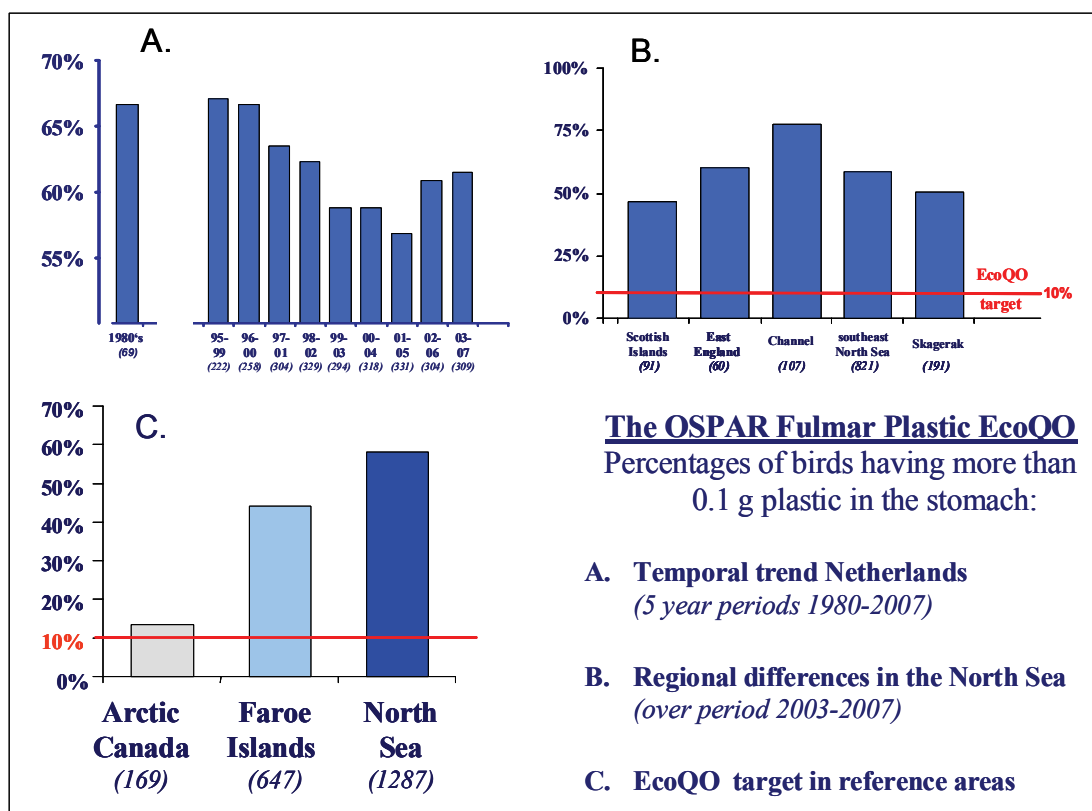 A.
70%
65%
60%
55%
1980's
(69)
95-99
(222)
96-00
(258)
97-01
(304)
98-02
(329)
99-03
(294)
00-04
(318)
01-05
(331)
02-06
(304)
03-07
(309)
B.
100%
75%
50%
25%
0%
EcoQO
target
10%
Scottish
Islands
(91)
East
England
(60)
Channel
(107)
southeast
North Sea
(821)
Skagerak
(191)
C.
70%
60%
50%
40%
30%
20%
10%
0%
Arctic
Canada
(169)
Faroe
Islands
(647)
North
Sea
(1287)
The OSPAR Fulmar Plastic EcoQO
Percentages of birds having more than
0.1 g plastic in the stomach:
A. Temporal trend Netherlands
(5 year periods 1980-2007)
B. Regional differences in the North Sea
(over period 2003-2007)
C. EcoQO target in reference areas